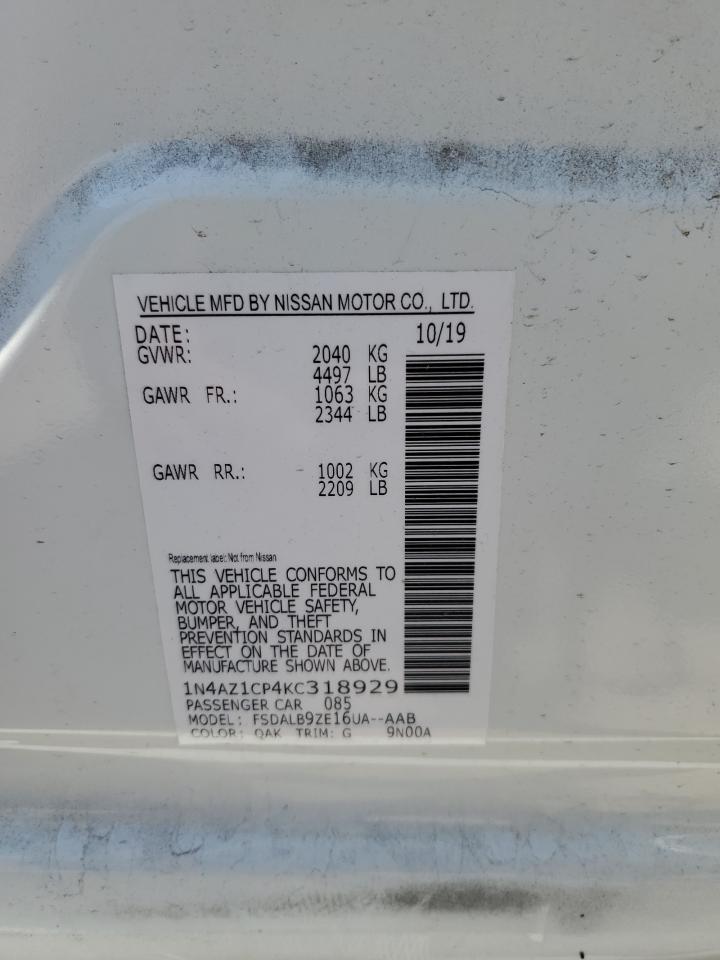 VEHICLE MFD BY NISSAN MOTOR CO., LTD.
DATE: 10/19
GVWR: 2040 KG
4497 LB
GAWR FR.: 1063 KG
2344 LB
GAWR RR.: 1002 KG
2209 LB
Replacement label: Not from Nissan
THIS VEHICLE CONFORMS TO
ALL APPLICABLE FEDERAL
MOTOR VEHICLE SAFETY,
BUMPER, AND THEFT
PREVENTION STANDARDS IN
EFFECT ON THE DATE OF
MANUFACTURE SHOWN ABOVE.
1N4AZ1CP4KC318929
PASSENGER CAR 085
MODEL: FSDALB9ZE16UA--AAB
COLOR: QAK TRIM: G 9N00A